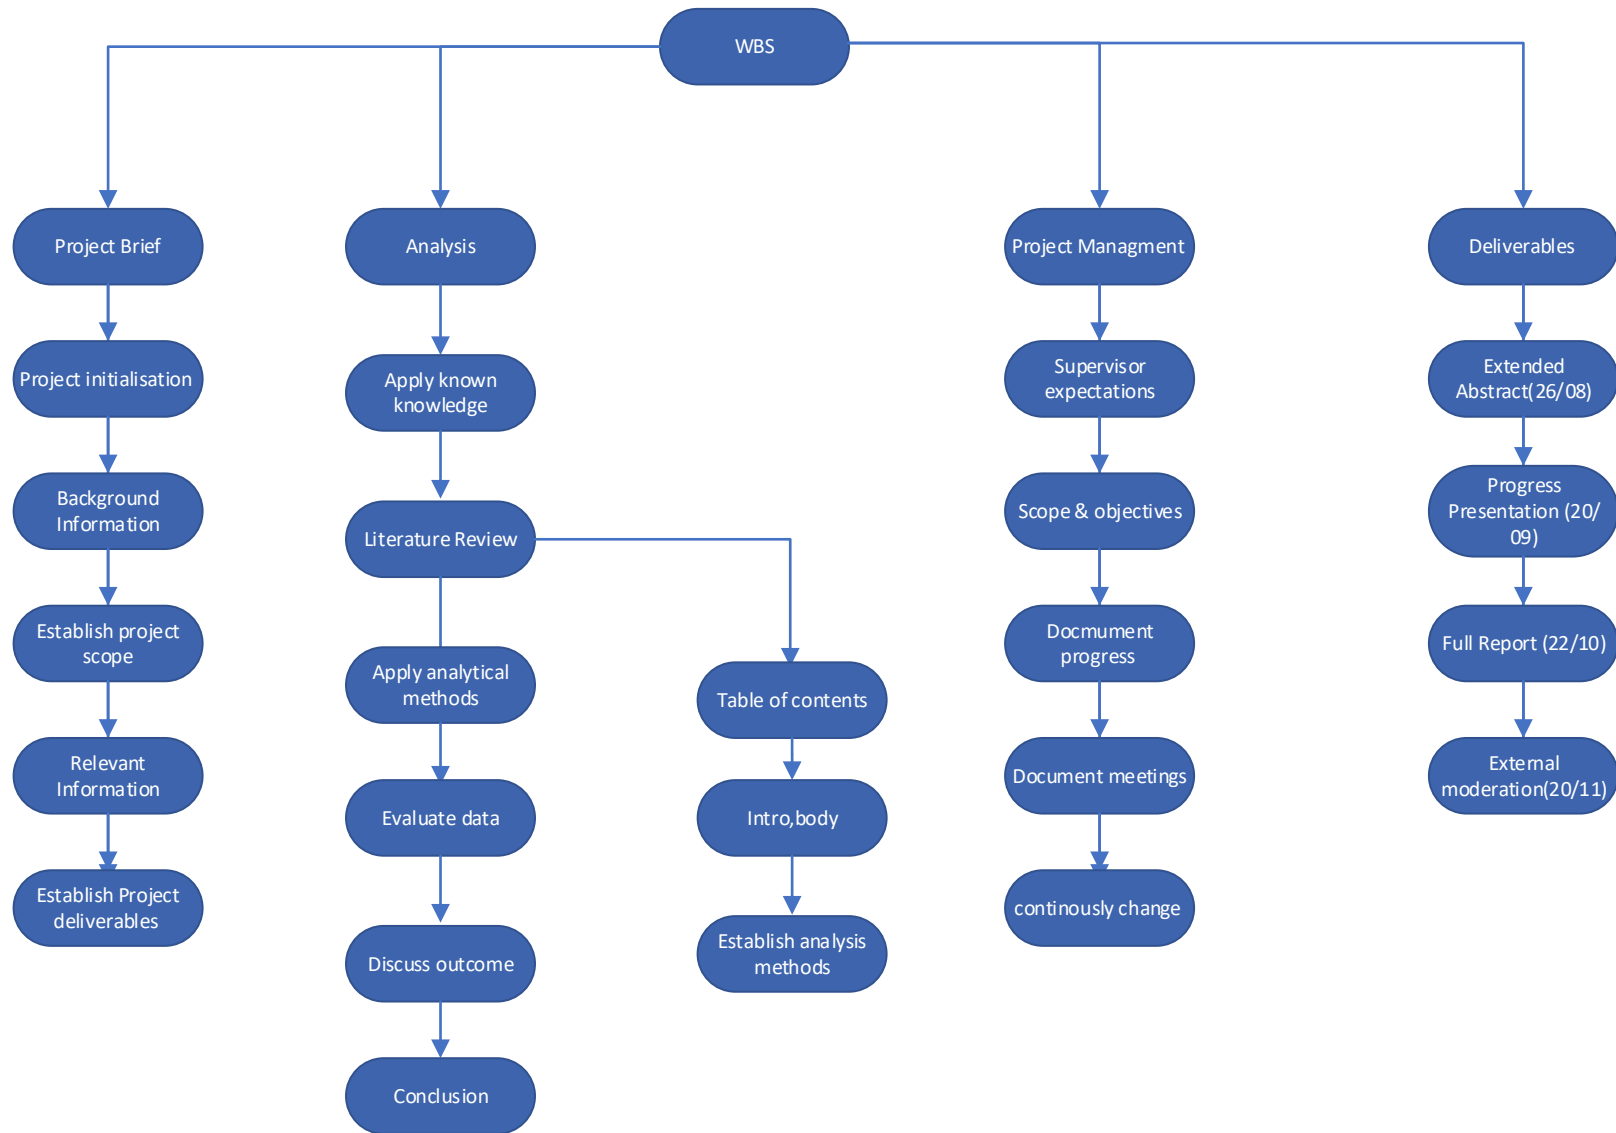 WBS
Project Brief
Project initialisation
Background
Information
Establish project
scope
Relevant
Information
Establish Project
deliverables
Analysis
Apply known
knowledge
Literature Review
Apply analytical
methods
Evaluate data
Discuss outcome
Conclusion
Table of contents
Intro,body
Establish analysis
methods
Project Managment
Supervisor
expectations
Scope & objectives
Docmument
progress
Document meetings
continously change
Deliverables
Extended
Abstract(26/08)
Progress
Presentation (20/
09)
Full Report (22/10)
External
moderation(20/11)